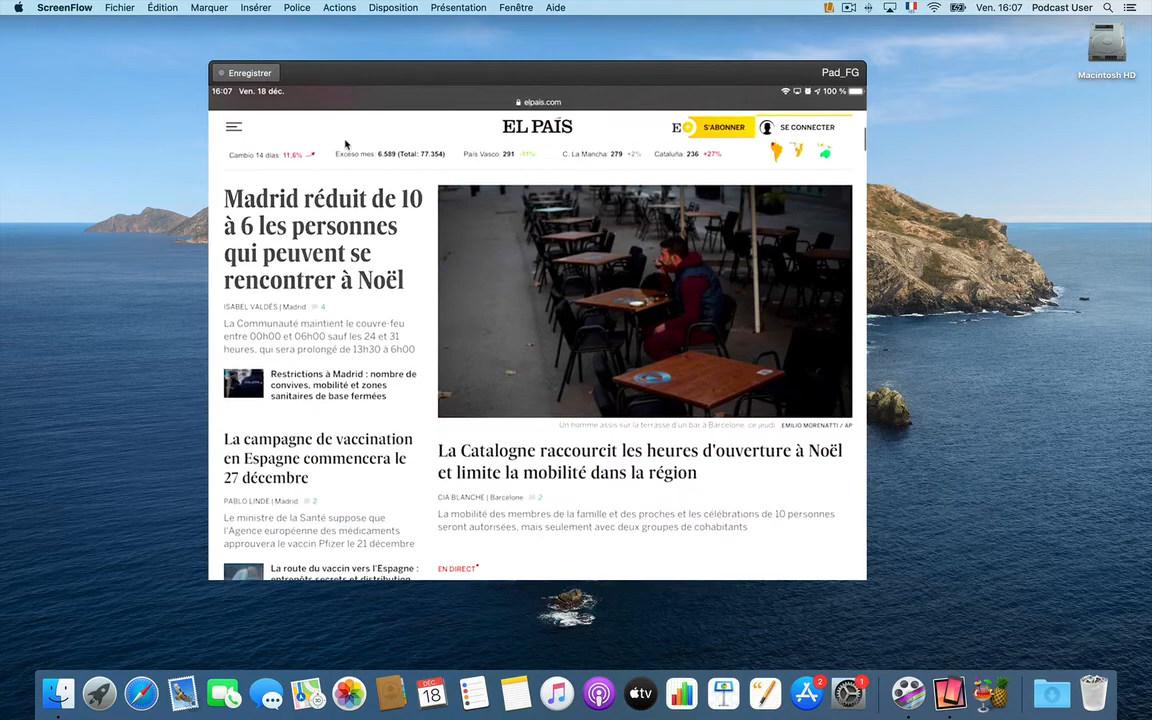 ScreenFlow Fichier Édition Marquer Insérer Police Actions Disposition Présentation Fenêtre Aide Ven. 16:07 Podcast User
Macintosh HD
Enregistrer Pad_FG
16:07 Ven. 18 déc. 100 %
elpais.com
EL PAÍS E S'ABONNER SE CONNECTER
Cambio 14 días: 11,6% Exceso mes: 6.589 (Total: 77.354) País Vasco: 291 -11% C. La Mancha: 279 +2% Cataluña: 236 +27%
Madrid réduit de 10
à 6 les personnes
qui peuvent se
rencontrer à Noël
ISABEL VALDÉS | Madrid 4
La Communauté maintient le couvre-feu
entre 00h00 et 06h00 sauf les 24 et 31
heures, qui sera prolongé de 13h30 à 6h00
Restrictions à Madrid : nombre de
convives, mobilité et zones
sanitaires de base fermées
La campagne de vaccination
en Espagne commencera le
27 décembre
PABLO LINDE | Madrid 2
Le ministre de la Santé suppose que
l'Agence européenne des médicaments
approuvera le vaccin Pfizer le 21 décembre
La route du vaccin vers l'Espagne :
entrepôts secrets et distribution
Un homme assis sur la terrasse d'un bar à Barcelone, ce jeudi. EMILIO MORENATTI / AP
La Catalogne raccourcit les heures d'ouverture à Noël
et limite la mobilité dans la région
CIA BLANCHE | Barcelone 2
La mobilité des membres de la famille et des proches et les célébrations de 10 personnes
seront autorisées, mais seulement avec deux groupes de cohabitants
EN DIRECT
DÉC.
18
tv
2
1